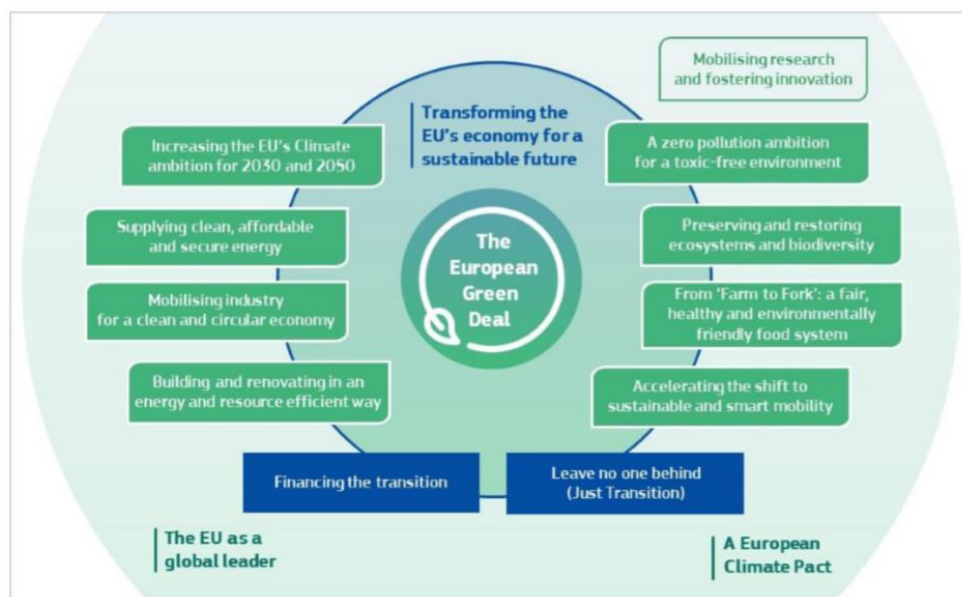 Mobilising research
and fostering innovation
Transforming the
EU's economy for a
sustainable future
Increasing the EU's Climate
ambition for 2030 and 2050
A zero pollution ambition
for a toxic-free environment
Supplying clean, affordable
and secure energy
Preserving and restoring
ecosystems and biodiversity
The
European
Green
Deal
Mobilising industry
for a clean and circular economy
From 'Farm to Fork': a fair,
healthy and environmentally
friendly food system
Building and renovating in an
energy and resource efficient way
Accelerating the shift to
sustainable and smart mobility
Financing the transition
Leave no one behind
(Just Transition)
The EU as a
global leader
A European
Climate Pact